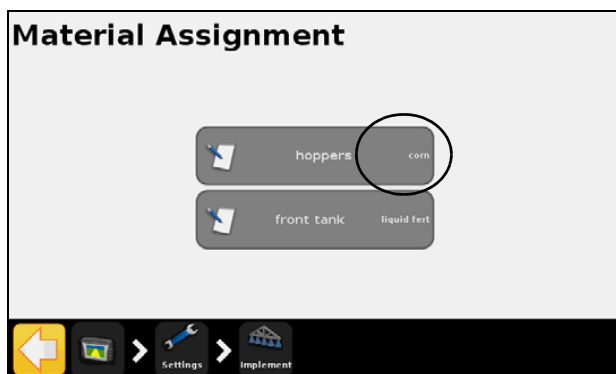 Material Assignment
hoppers corn
front tank liquid fert
Settings Implement